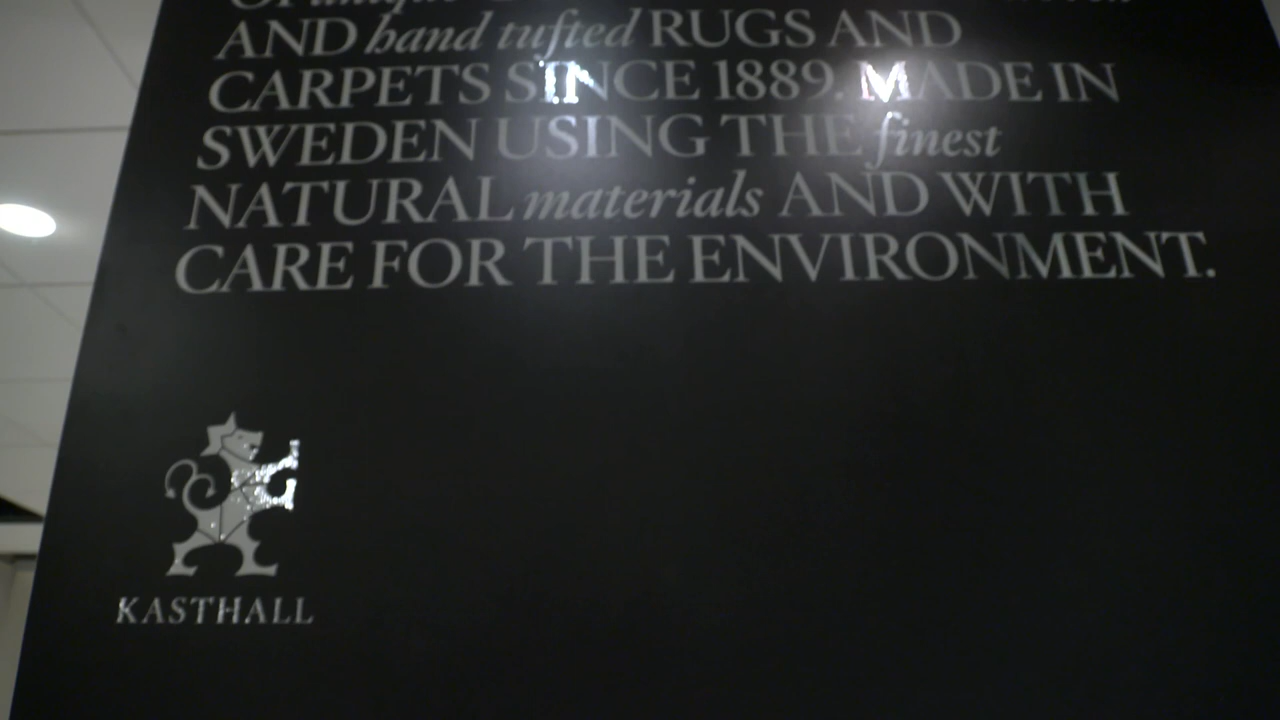 AND hand tufted RUGS AND
CARPETS SINCE 1889. MADE IN
SWEDEN USING THE finest
NATURAL materials AND WITH
CARE FOR THE ENVIRONMENT.
KASTHALL